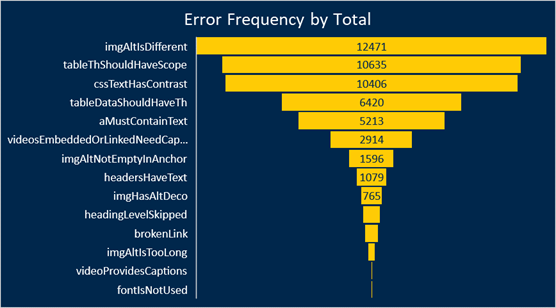 Error Frequency by Total
imgAltIsDifferent 12471
tableThShouldHaveScope 10635
cssTextHasContrast 10406
tableDataShouldHaveTh 6420
aMustContainText 5213
videosEmbeddedOrLinkedNeedCap... 2914
imgAltNotEmptyInAnchor 1596
headersHaveText 1079
imgHasAltDeco 765
headingLevelSkipped
brokenLink
imgAltIsTooLong
videoProvidesCaptions
fontIsNotUsed